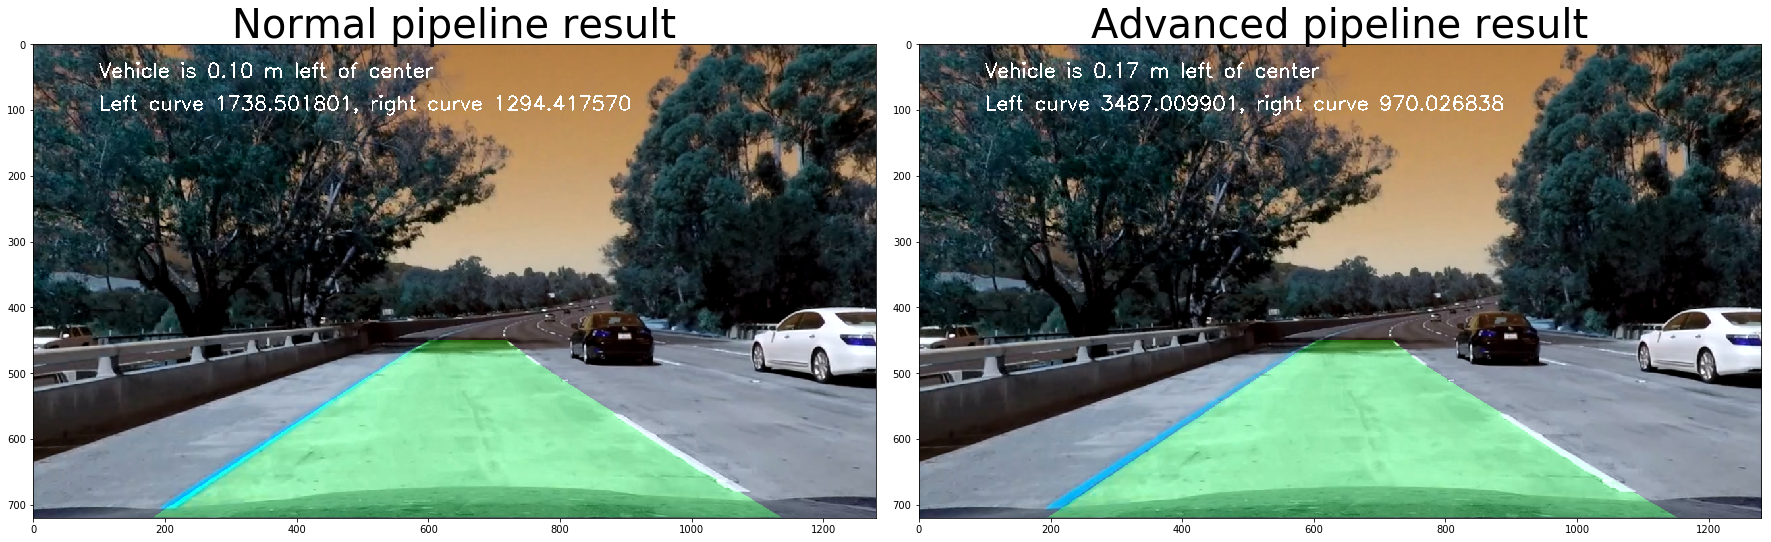 Normal pipeline result
Vehicle is 0.10 m left of center
Left curve 1738.501801, right curve 1294.417570
0
100
200
300
400
500
600
700
0 200 400 600 800 1000 1200
Advanced pipeline result
Vehicle is 0.17 m left of center
Left curve 3487.009901, right curve 970.026838
0
100
200
300
400
500
600
700
0 200 400 600 800 1000 1200